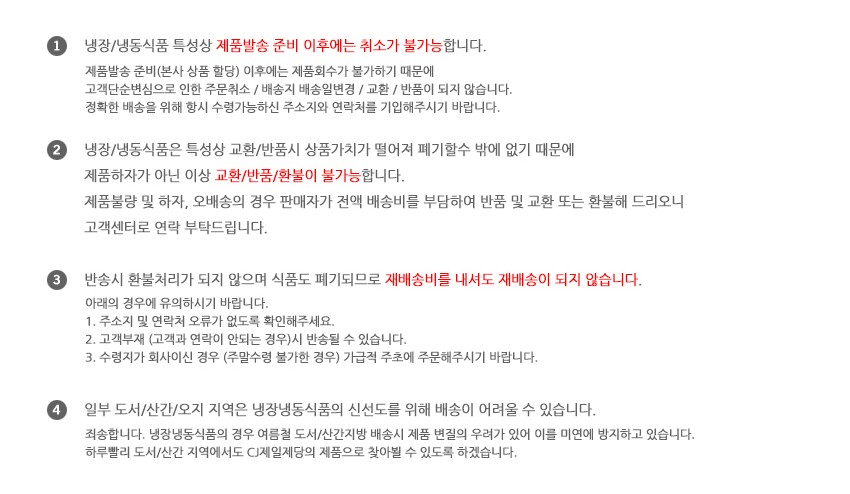 1 냉장/냉동식품 특성상 제품발송 준비 이후에는 취소가 불가능합니다.
제품발송 준비(본사 상품 할당) 이후에는 제품회수가 불가하기 때문에
고객단순변심으로 인한 주문취소 / 배송지 배송일변경 / 교환 / 반품이 되지 않습니다.
정확한 배송을 위해 항시 수령가능하신 주소지와 연락처를 기입해주시기 바랍니다.
2 냉장/냉동식품은 특성상 교환/반품시 상품가치가 떨어져 폐기할수 밖에 없기 때문에
제품하자가 아닌 이상 교환/반품/환불이 불가능합니다.
제품불량 및 하자, 오배송의 경우 판매자가 전액 배송비를 부담하여 반품 및 교환 또는 환불해 드리오니
고객센터로 연락 부탁드립니다.
3 반송시 환불처리가 되지 않으며 식품도 폐기되므로 재배송비를 내셔도 재배송이 되지 않습니다.
아래의 경우에 유의하시기 바랍니다.
1. 주소지 및 연락처 오류가 없도록 확인해주세요.
2. 고객부재 (고객과 연락이 안되는 경우)시 반송될 수 있습니다.
3. 수령지가 회사이신 경우 (주말수령 불가한 경우) 가급적 주초에 주문해주시기 바랍니다.
4 일부 도서/산간/오지 지역은 냉장냉동식품의 신선도를 위해 배송이 어려울 수 있습니다.
죄송합니다. 냉장냉동식품의 경우 여름철 도서/산간지방 배송시 제품 변질의 우려가 있어 이를 미연에 방지하고 있습니다.
하루빨리 도서/산간 지역에서도 CJ제일제당의 제품으로 찾아뵐 수 있도록 하겠습니다.